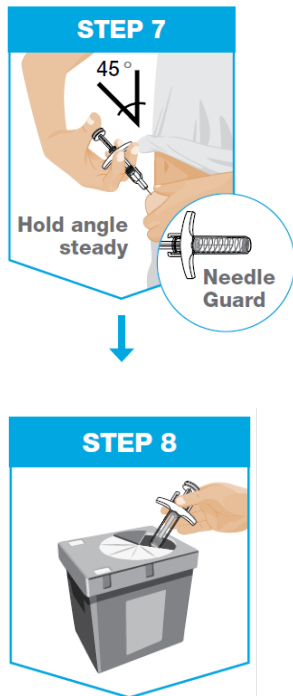 STEP 7
45°
Hold angle
steady
Needle
Guard
STEP 8